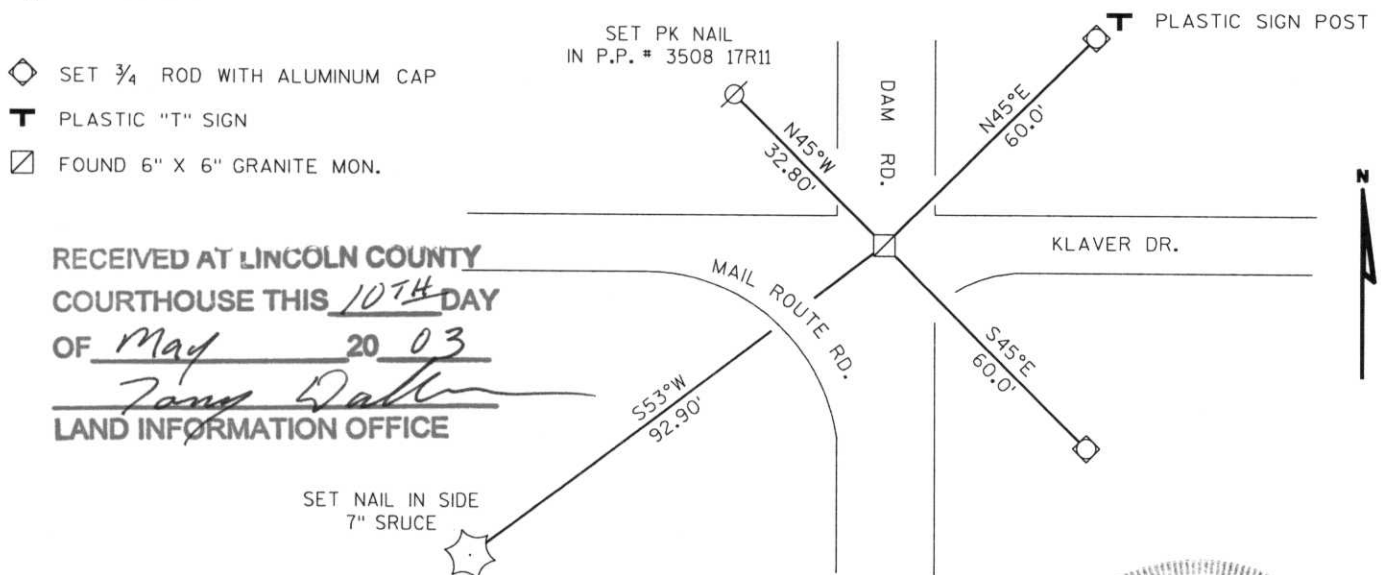 SET PK NAIL
IN P.P. # 3508 17R11
PLASTIC SIGN POST
SET 3/4 ROD WITH ALUMINUM CAP
PLASTIC "T" SIGN
FOUND 6" X 6" GRANITE MON.
DAM RD.
N45°W
32.80'
N45°E
60.0'
N
KLAVER DR.
MAIL ROUTE RD.
RECEIVED AT LINCOLN COUNTY
COURTHOUSE THIS 10TH DAY
OF May 20 03
Tony
LAND INFORMATION OFFICE
S53°W
92.90'
S45°E
60.0'
SET NAIL IN SIDE
7" SRUCE